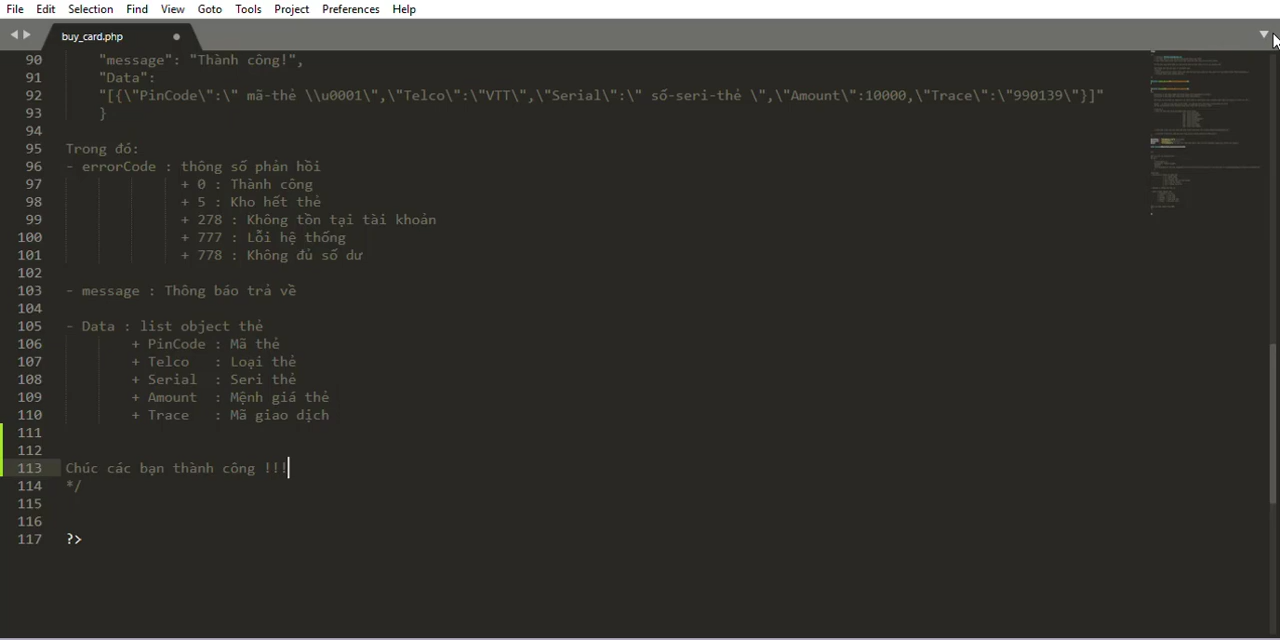 File Edit Selection Find View Goto Tools Project Preferences Help
buy_card.php
90 "message": "Thành công!",
91 "Data":
92 "[{\"PinCode\":\" mã-thẻ \\u0001\",\"Telco\":\"VTT\",\"Serial\":\" số-seri-thẻ \",\"Amount\":10000,\"Trace\":\"990139\"}]"
93 }
94
95 Trong đó:
96 - errorCode : thông số phản hồi
97 + 0 : Thành công
98 + 5 : Kho hết thẻ
99 + 278 : Không tồn tại tài khoản
100 + 777 : Lỗi hệ thống
101 + 778 : Không đủ số dư
102
103 - message : Thông báo trả về
104
105 - Data : list object thẻ
106 + PinCode : Mã thẻ
107 + Telco : Loại thẻ
108 + Serial : Seri thẻ
109 + Amount : Mệnh giá thẻ
110 + Trace : Mã giao dịch
111
112
113 Chúc các bạn thành công !!!
114 */
115
116
117 ?>